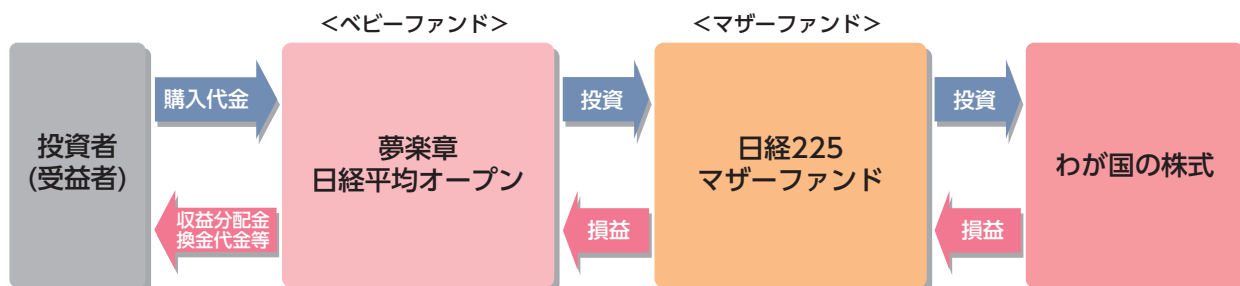 ＜ベビーファンド＞
＜マザーファンド＞
投資者
(受益者)
購入代金
収益分配金
換金代金等
夢楽章
日経平均オープン
投資
損益
日経225
マザーファンド
投資
損益
わが国の株式